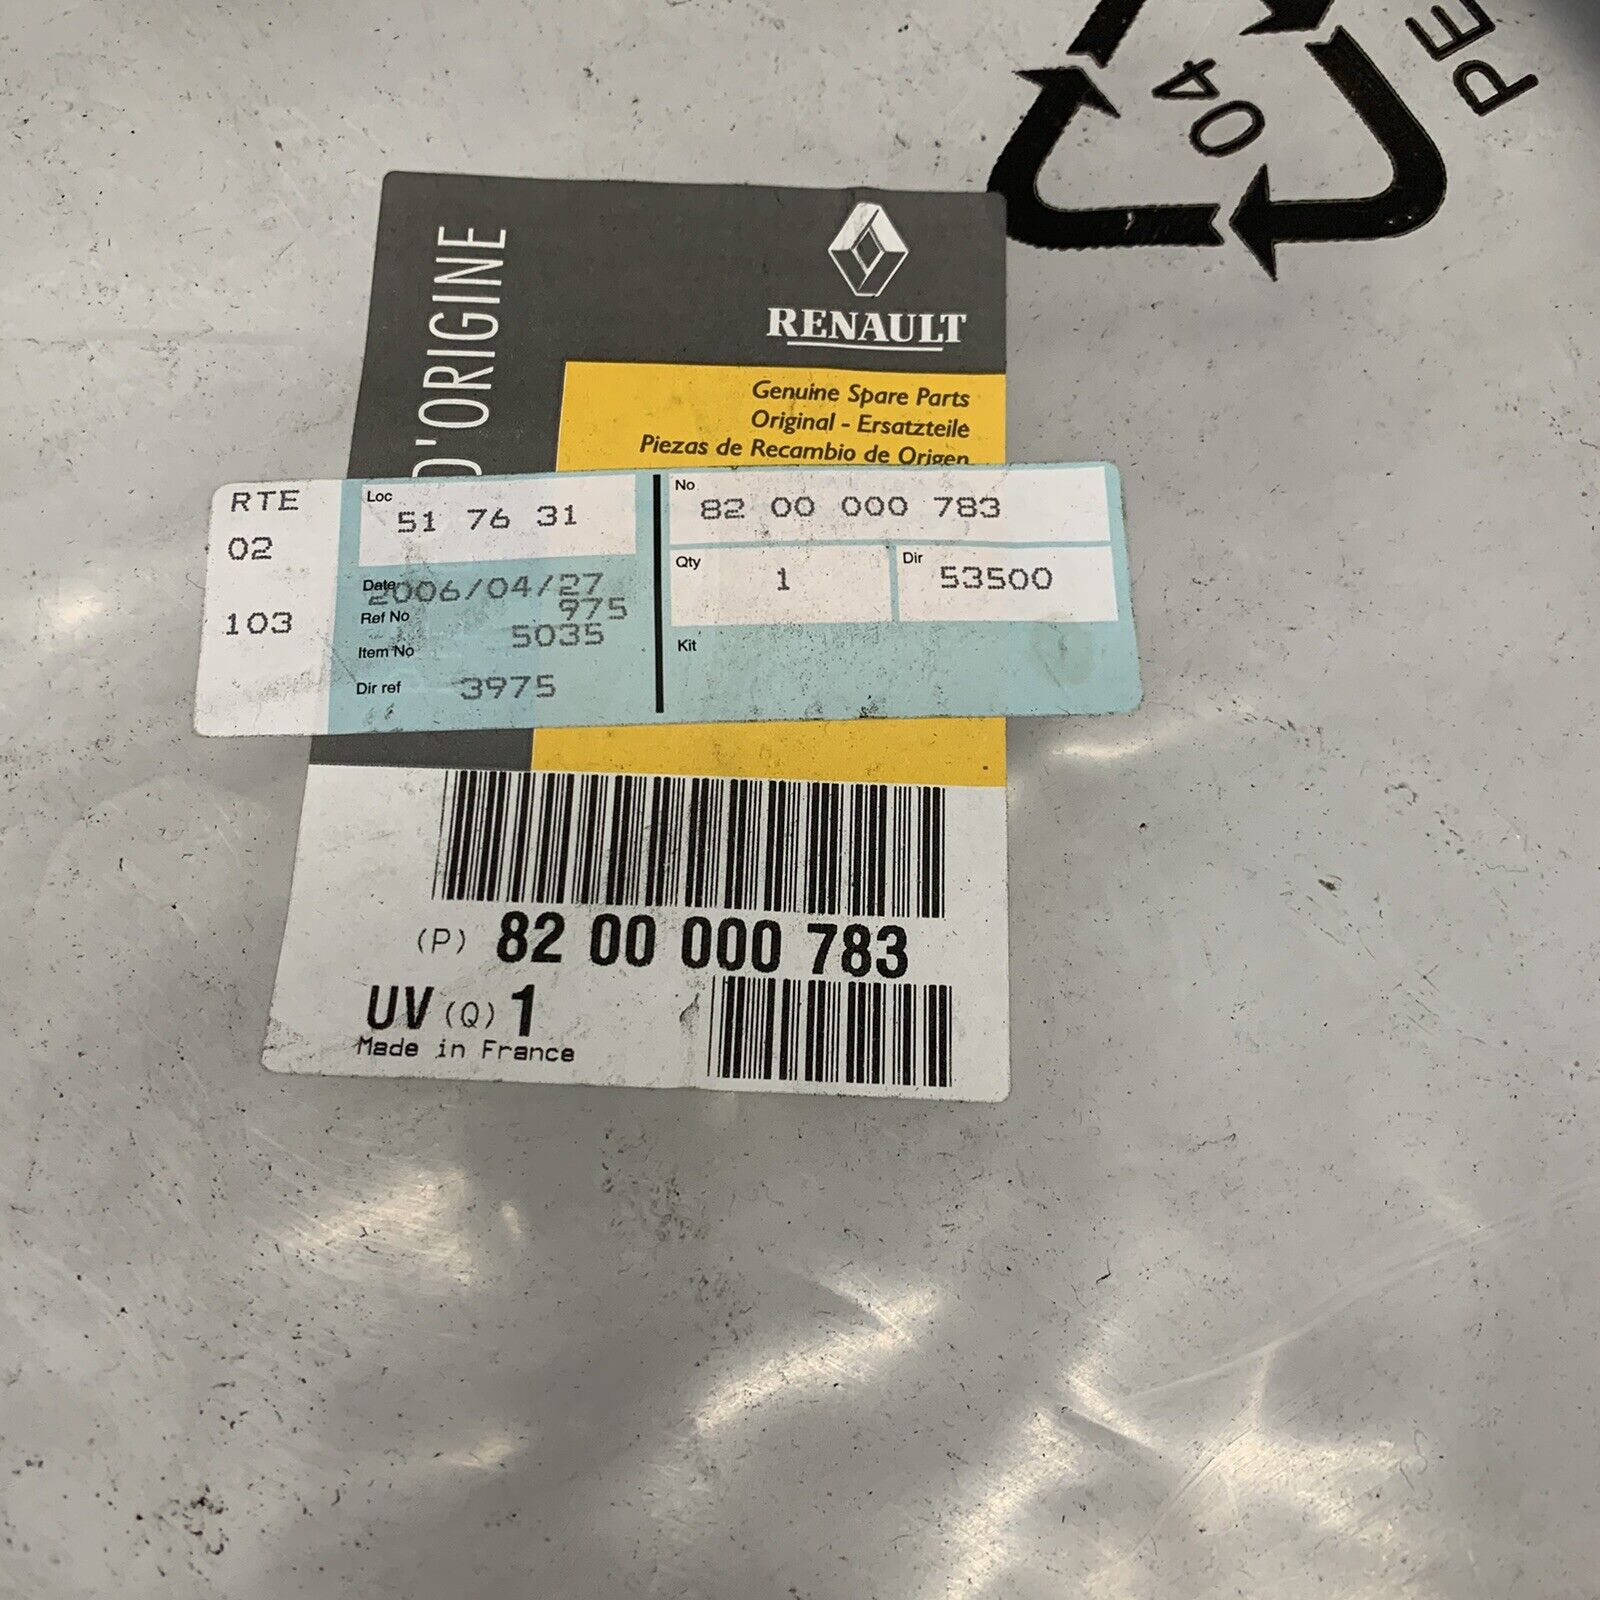 04
PE
D'ORIGINE
RENAULT
Genuine Spare Parts
Original - Ersatzteile
Piezas de Recambio de Origen
RTE
02
103
Loc
51 76 31
Date 2006/04/27
Ref No 975
Item No 5035
Dir ref 3975
No
82 00 000 783
Qty
1
Dir
53500
Kit
(P) 82 00 000 783
UV (Q) 1
Made in France